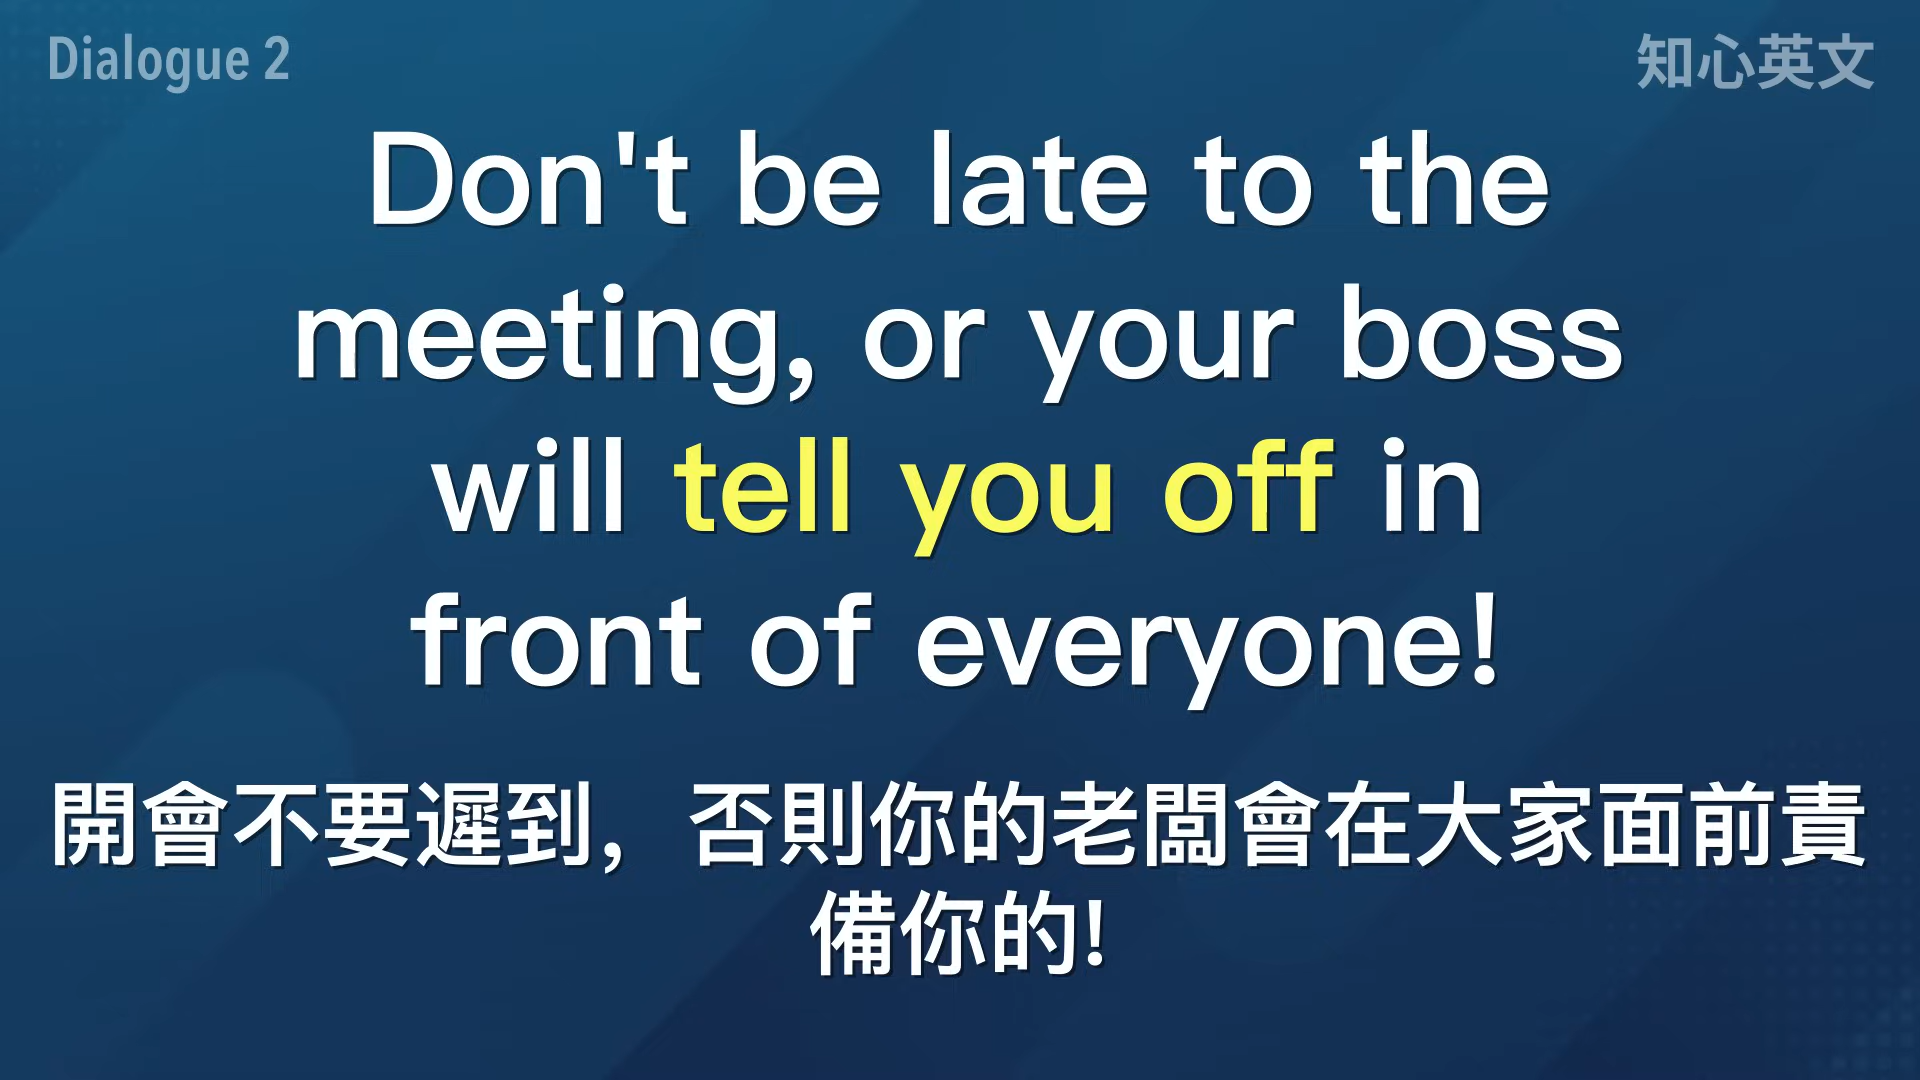 Dialogue 2
知心英文
Don't be late to the
meeting, or your boss
will tell you off in
front of everyone!
開會不要遲到，否則你的老闆會在大家面前責
備你的!